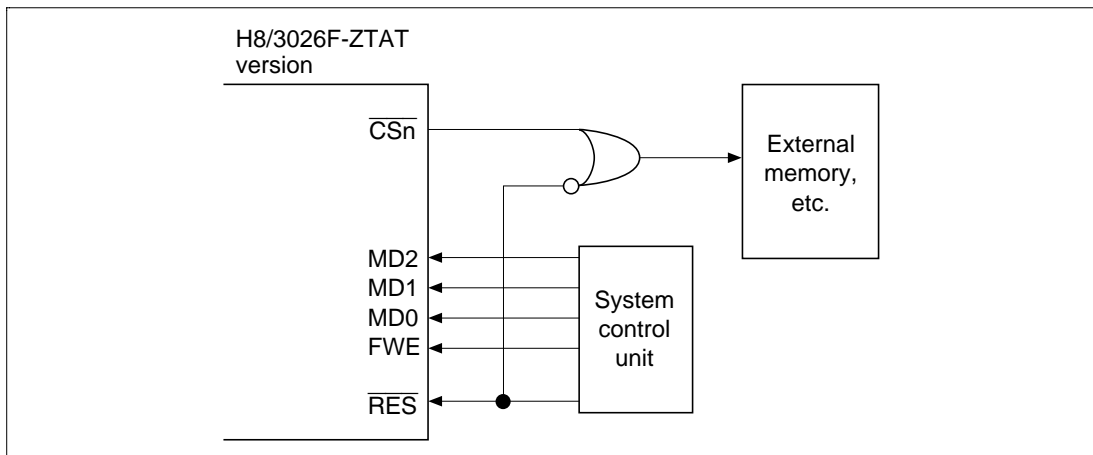 H8/3026F-ZTAT
version
CSn
External
memory,
etc.
MD2
MD1
MD0
FWE
RES
System
control
unit